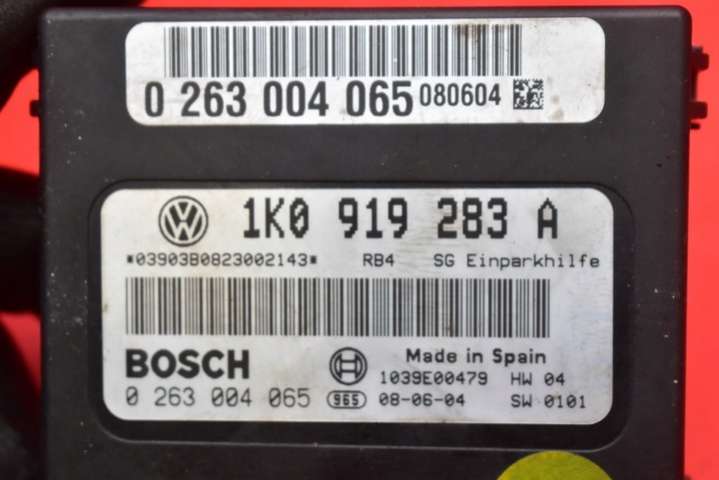 0 263 004 065 080604
VW 1K0 919 283 A
*03903B0823002143* RB4 SG Einparkhilfe
BOSCH Made in Spain
1039E00479 HW 04
0 263 004 065 965 08-06-04 SW 0101